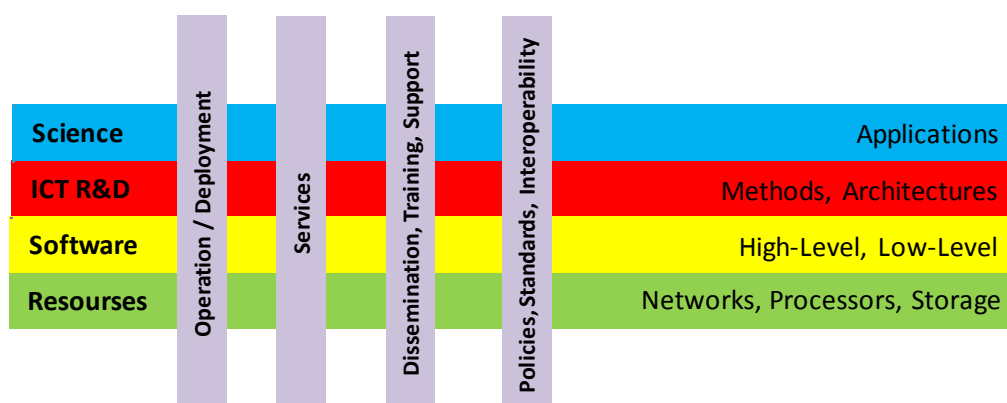 Science
Applications
ICT R&D
Methods, Architectures
Software
High-Level, Low-Level
Resourses
Networks, Processors, Storage
Operation / Deployment
Services
Dissemination, Training, Support
Policies, Standards, Interoperability